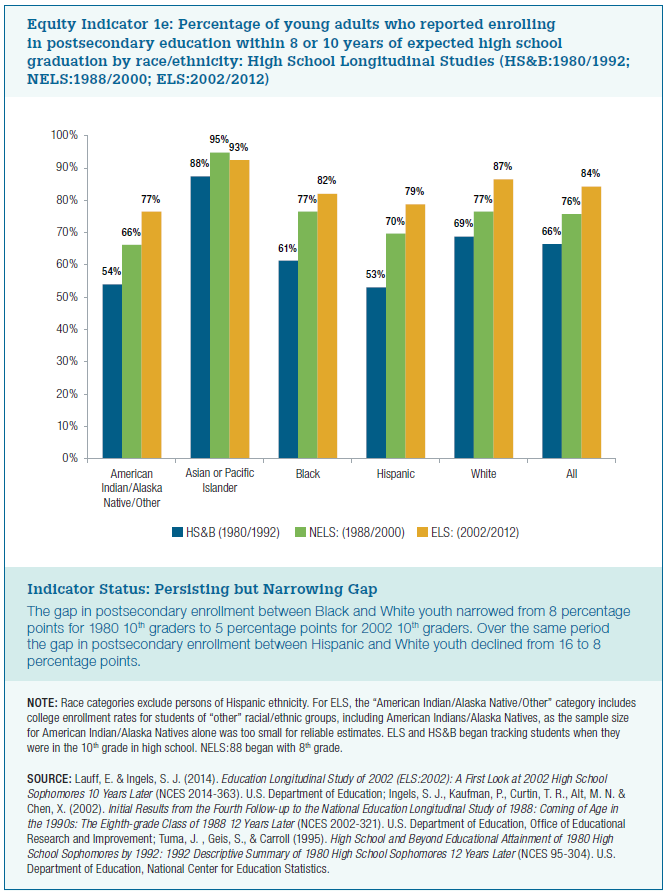 Equity Indicator 1e: Percentage of young adults who reported enrolling
in postsecondary education within 8 or 10 years of expected high school
graduation by race/ethnicity: High School Longitudinal Studies (HS&B:1980/1992;
NELS:1988/2000; ELS:2002/2012)
100%
90%
80%
70%
60%
50%
40%
30%
20%
10%
0%
54%
66%
77%
88%
95%
93%
61%
77%
82%
53%
70%
79%
69%
77%
87%
66%
76%
84%
American
Indian/Alaska
Native/Other
Asian or Pacific
Islander
Black
Hispanic
White
All
HS&B (1980/1992)
NELS: (1988/2000)
ELS: (2002/2012)
Indicator Status: Persisting but Narrowing Gap
The gap in postsecondary enrollment between Black and White youth narrowed from 8 percentage
points for 1980 10th graders to 5 percentage points for 2002 10th graders. Over the same period
the gap in postsecondary enrollment between Hispanic and White youth declined from 16 to 8
percentage points.
NOTE: Race categories exclude persons of Hispanic ethnicity. For ELS, the “American Indian/Alaska Native/Other” category includes
college enrollment rates for students of “other” racial/ethnic groups, including American Indians/Alaska Natives, as the sample size
for American Indian/Alaska Natives alone was too small for reliable estimates. ELS and HS&B began tracking students when they
were in the 10th grade in high school. NELS:88 began with 8th grade.
SOURCE: Lauff, E. & Ingels, S. J. (2014). Education Longitudinal Study of 2002 (ELS:2002): A First Look at 2002 High School
Sophomores 10 Years Later (NCES 2014-363). U.S. Department of Education; Ingels, S. J., Kaufman, P., Curtin, T. R., Alt, M. N. &
Chen, X. (2002). Initial Results from the Fourth Follow-up to the National Education Longitudinal Study of 1988: Coming of Age in
the 1990s: The Eighth-grade Class of 1988 12 Years Later (NCES 2002-321). U.S. Department of Education, Office of Educational
Research and Improvement; Tuma, J. , Gels, S., & Carroll (1995). High School and Beyond Educational Attainment of 1980 High
School Sophomores by 1992: 1992 Descriptive Summary of 1980 High School Sophomores 12 Years Later (NCES 95-304). U.S.
Department of Education, National Center for Education Statistics.